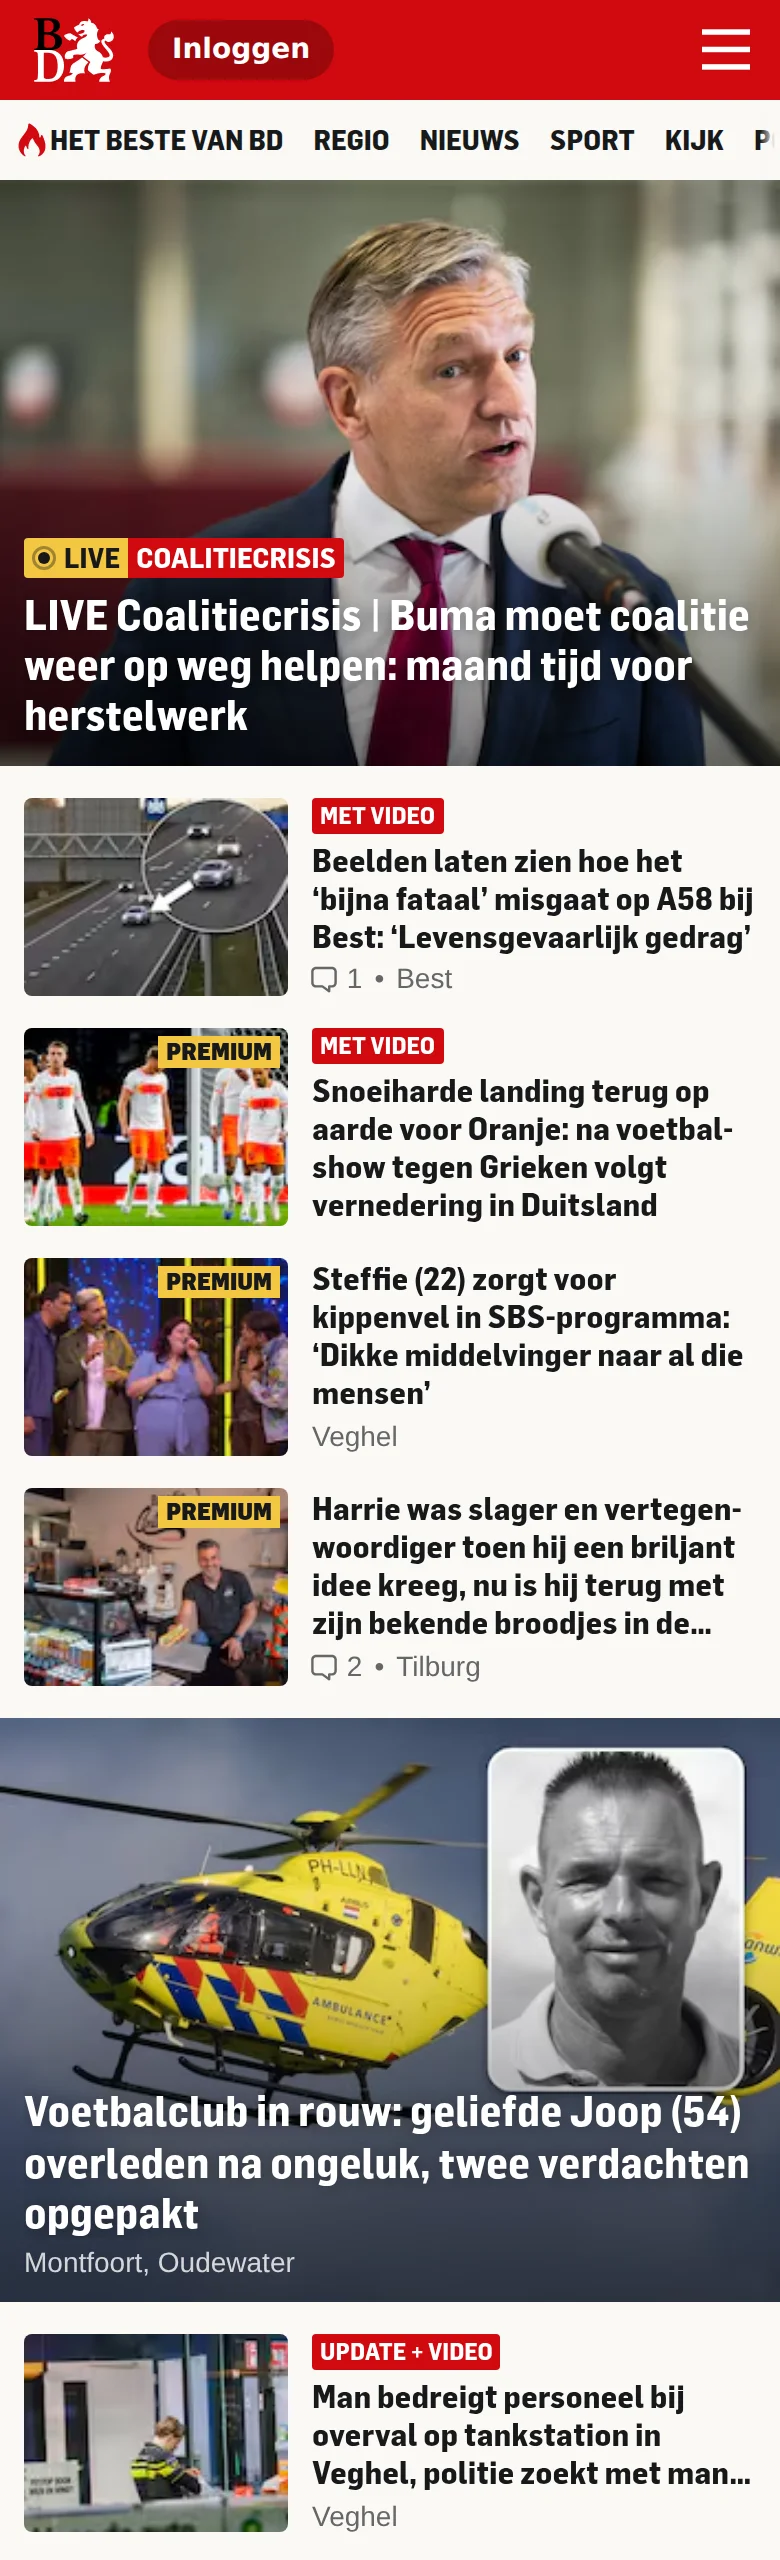 BD
Inloggen
HET BESTE VAN BD REGIO NIEUWS SPORT KIJK
LIVE COALITIECRISIS
LIVE Coalitiecrisis | Buma moet coalitie
weer op weg helpen: maand tijd voor
herstelwerk
MET VIDEO
Beelden laten zien hoe het
‘bijna fataal’ misgaat op A58 bij
Best: ‘Levensgevaarlijk gedrag’
1 • Best
PREMIUM
MET VIDEO
Snoeiharde landing terug op
aarde voor Oranje: na voetbal-
show tegen Grieken volgt
vernedering in Duitsland
PREMIUM
Steffie (22) zorgt voor
kippenvel in SBS-programma:
‘Dikke middelvinger naar al die
mensen’
Veghel
PREMIUM
Harrie was slager en vertegen-
woordiger toen hij een briljant
idee kreeg, nu is hij terug met
zijn bekende broodjes in de...
2 • Tilburg
PH-LLN
AMBULANCE
Voetbalclub in rouw: geliefde Joop (54)
overleden na ongeluk, twee verdachten
opgepakt
Montfoort, Oudewater
UPDATE + VIDEO
Man bedreigt personeel bij
overval op tankstation in
Veghel, politie zoekt met man...
Veghel